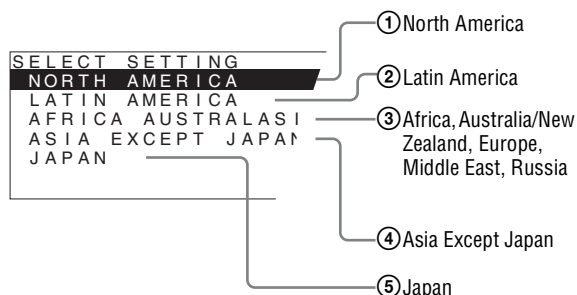 SELECT SETTING
NORTH AMERICA
LATIN AMERICA
AFRICA AUSTRALASI
ASIA EXCEPT JAPAN
JAPAN
①North America
②Latin America
③Africa, Australia/New
Zealand, Europe,
Middle East, Russia
④Asia Except Japan
⑤Japan